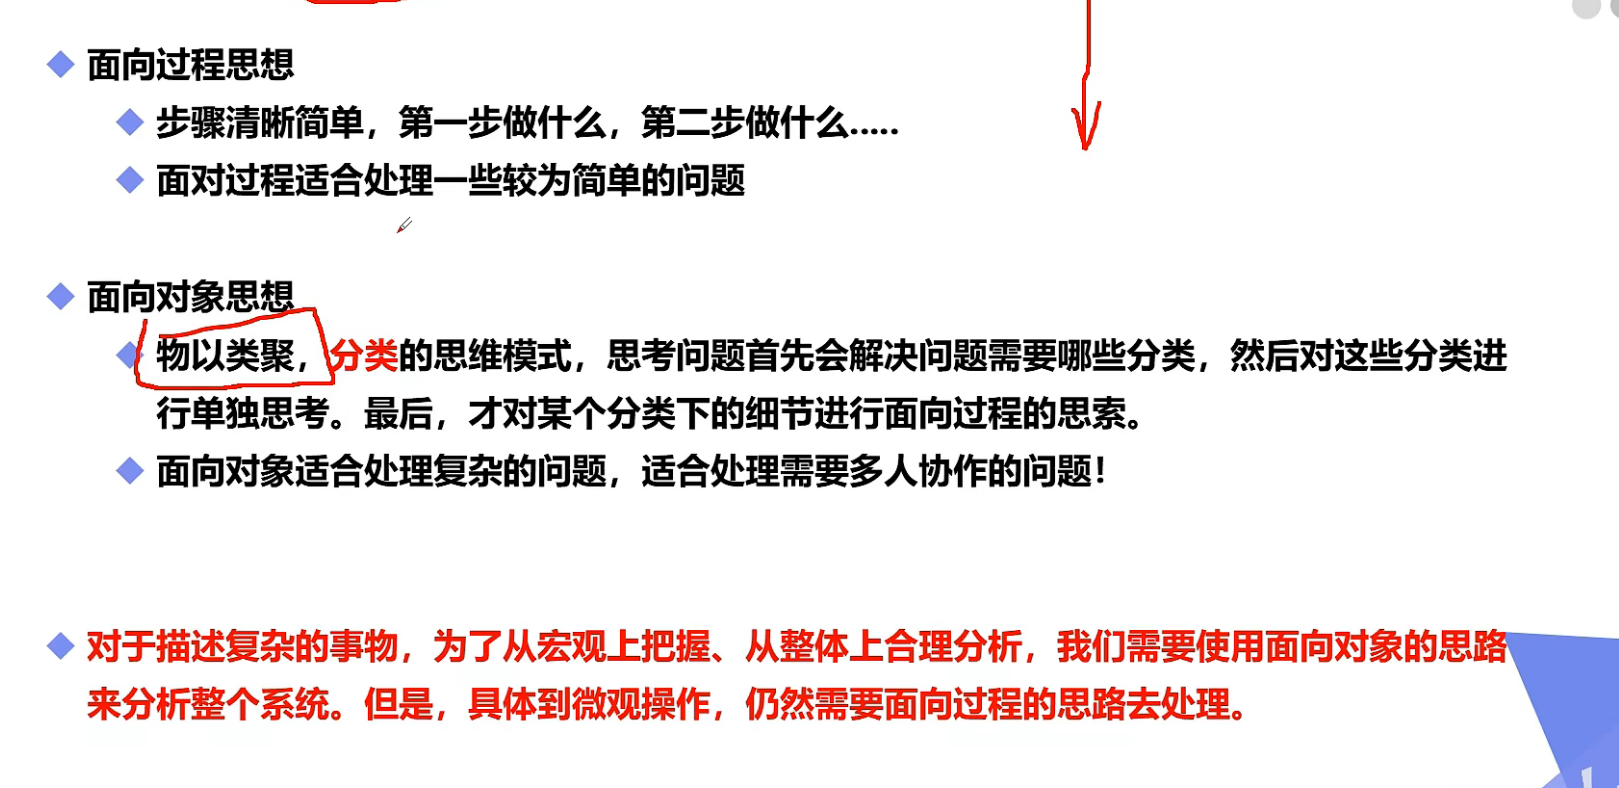 面向过程思想
步骤清晰简单，第一步做什么，第二步做什么.....
面对过程适合处理一些较为简单的问题
面向对象思想
物以类聚，分类的思维模式，思考问题首先会解决问题需要哪些分类，然后对这些分类进
行单独思考。最后，才对某个分类下的细节进行面向过程的思索。
面向对象适合处理复杂的问题，适合处理需要多人协作的问题！
对于描述复杂的事物，为了从宏观上把握、从整体上合理分析，我们需要使用面向对象的思路
来分析整个系统。但是，具体到微观操作，仍然需要面向过程的思路去处理。